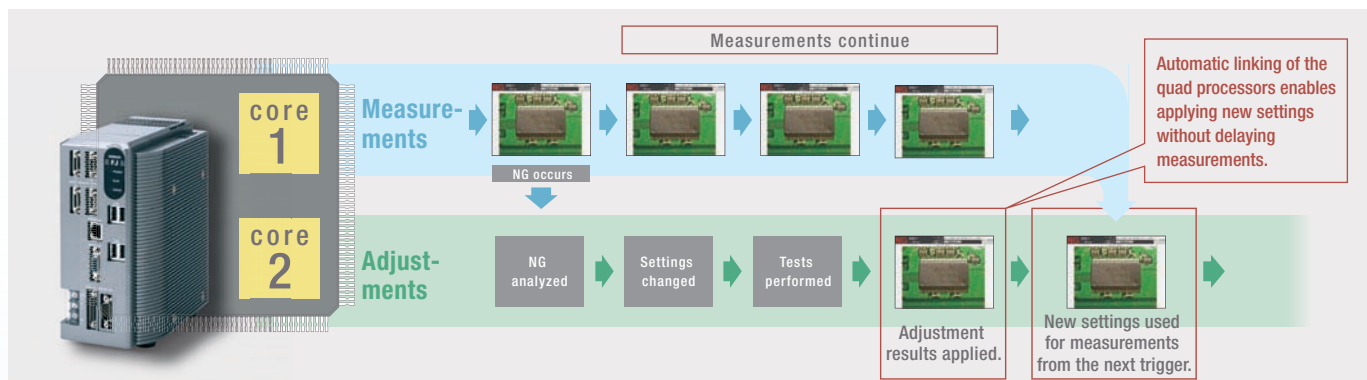 Measurements continue
Automatic linking of the
quad processors enables
applying new settings
without delaying
measurements.
core
1
Measure-
ments
NG occurs
core
2
Adjust-
ments
NG
analyzed
Settings
changed
Tests
performed
Adjustment
results applied.
New settings used
for measurements
from the next trigger.